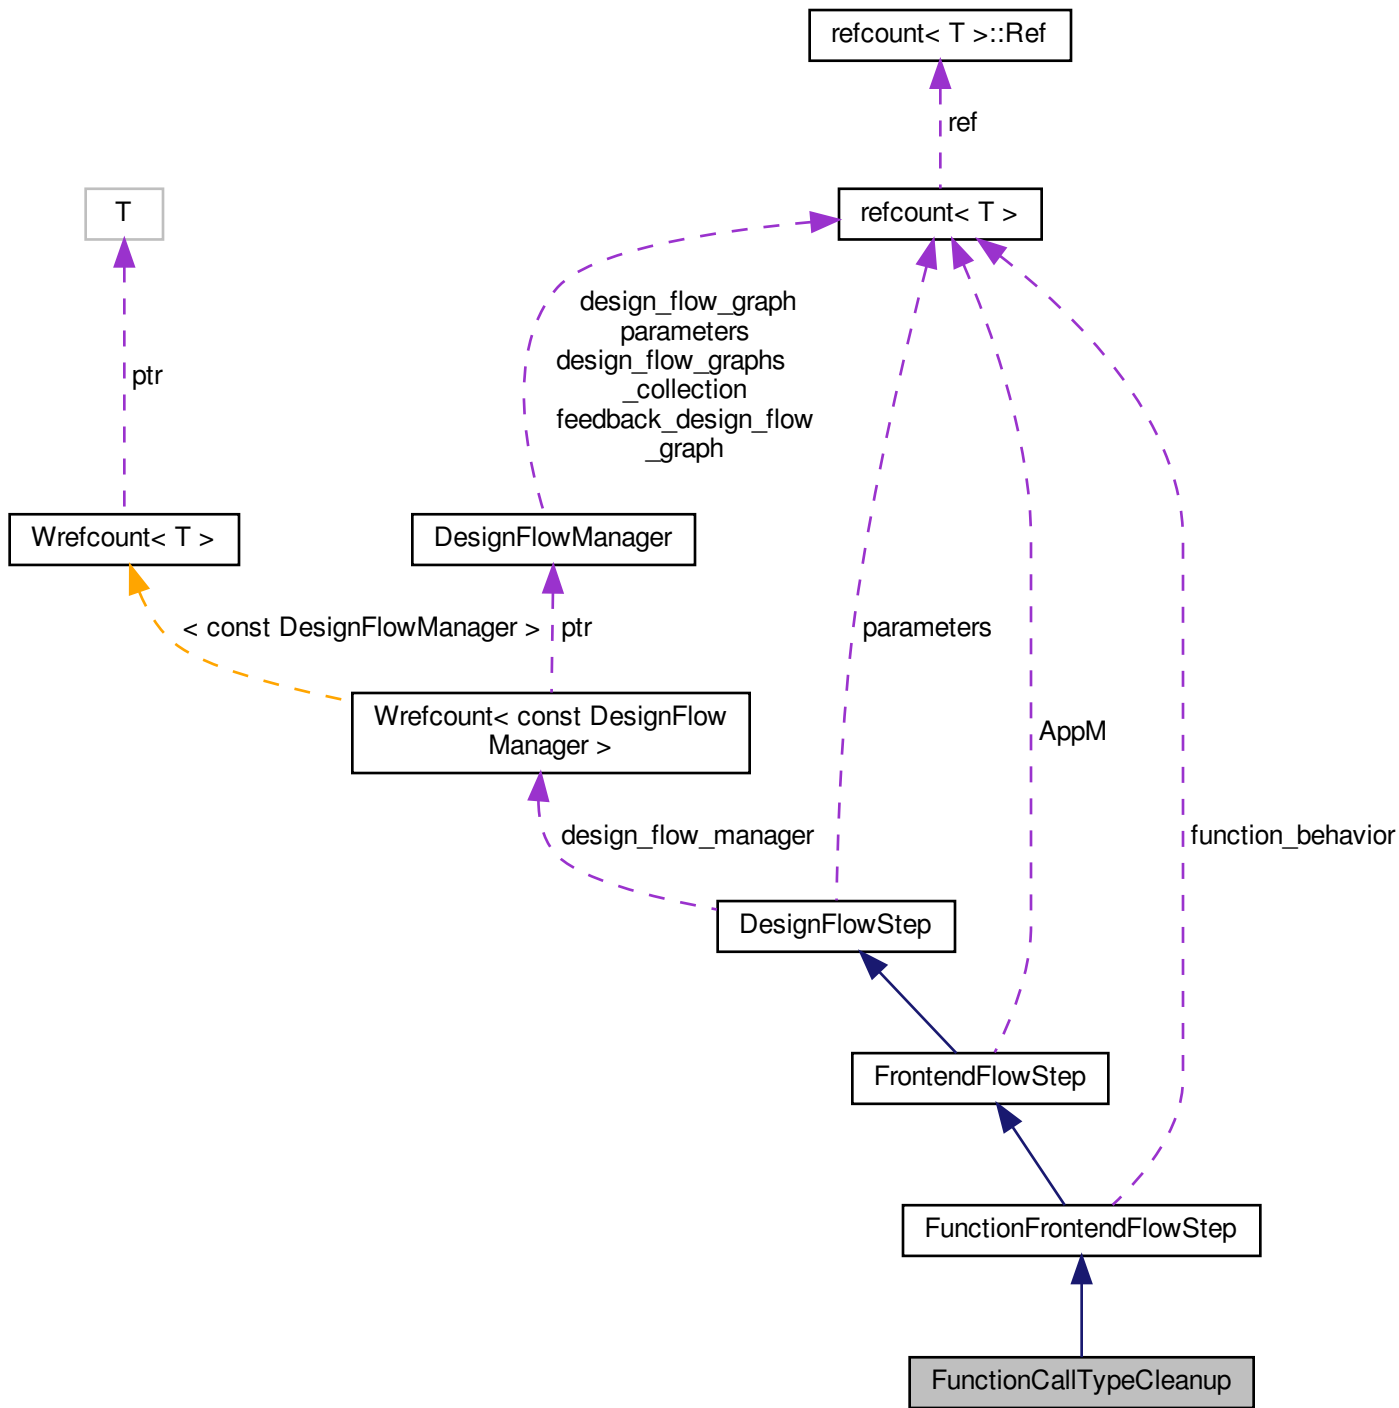 refcount< T >::Ref
ref
T
refcount< T >
design_flow_graph
parameters
design_flow_graphs
_collection
feedback_design_flow
_graph
ptr
Wrefcount< T >
DesignFlowManager
< const DesignFlowManager >
ptr
parameters
Wrefcount< const DesignFlow
Manager >
AppM
design_flow_manager
function_behavior
DesignFlowStep
FrontendFlowStep
FunctionFrontendFlowStep
FunctionCallTypeCleanup